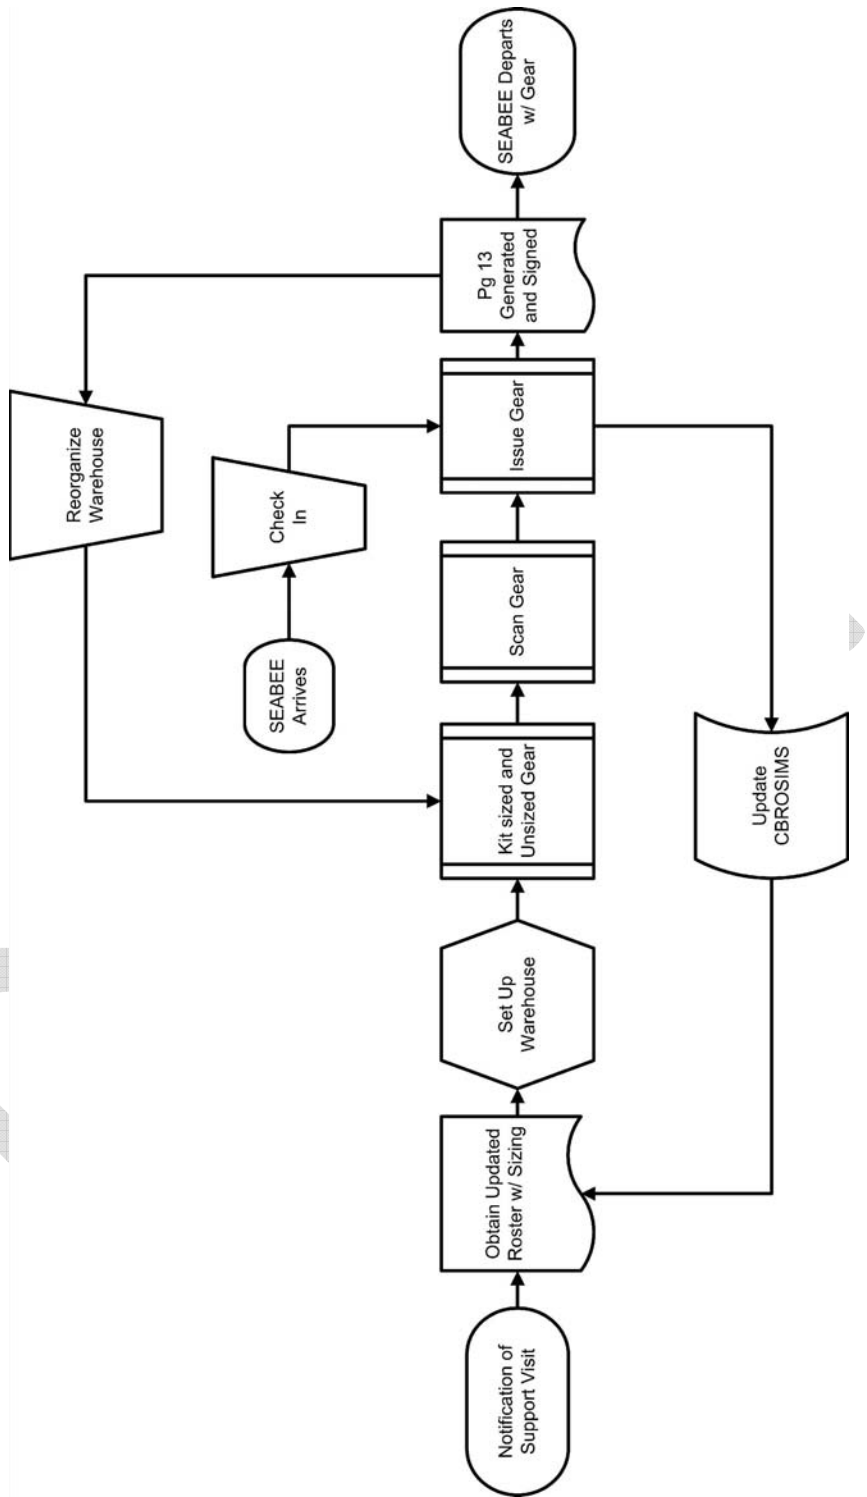 Reorganize
Warehouse
SEABEE
Arrives
Check
In
Notification of
Support Visit
Obtain Updated
Roster w/ Sizing
Set Up
Warehouse
Kit sized and
Unsized Gear
Scan Gear
Issue Gear
Pg 13
Generated
and Signed
SEABEE Departs
w/ Gear
Update
CBROSIMS